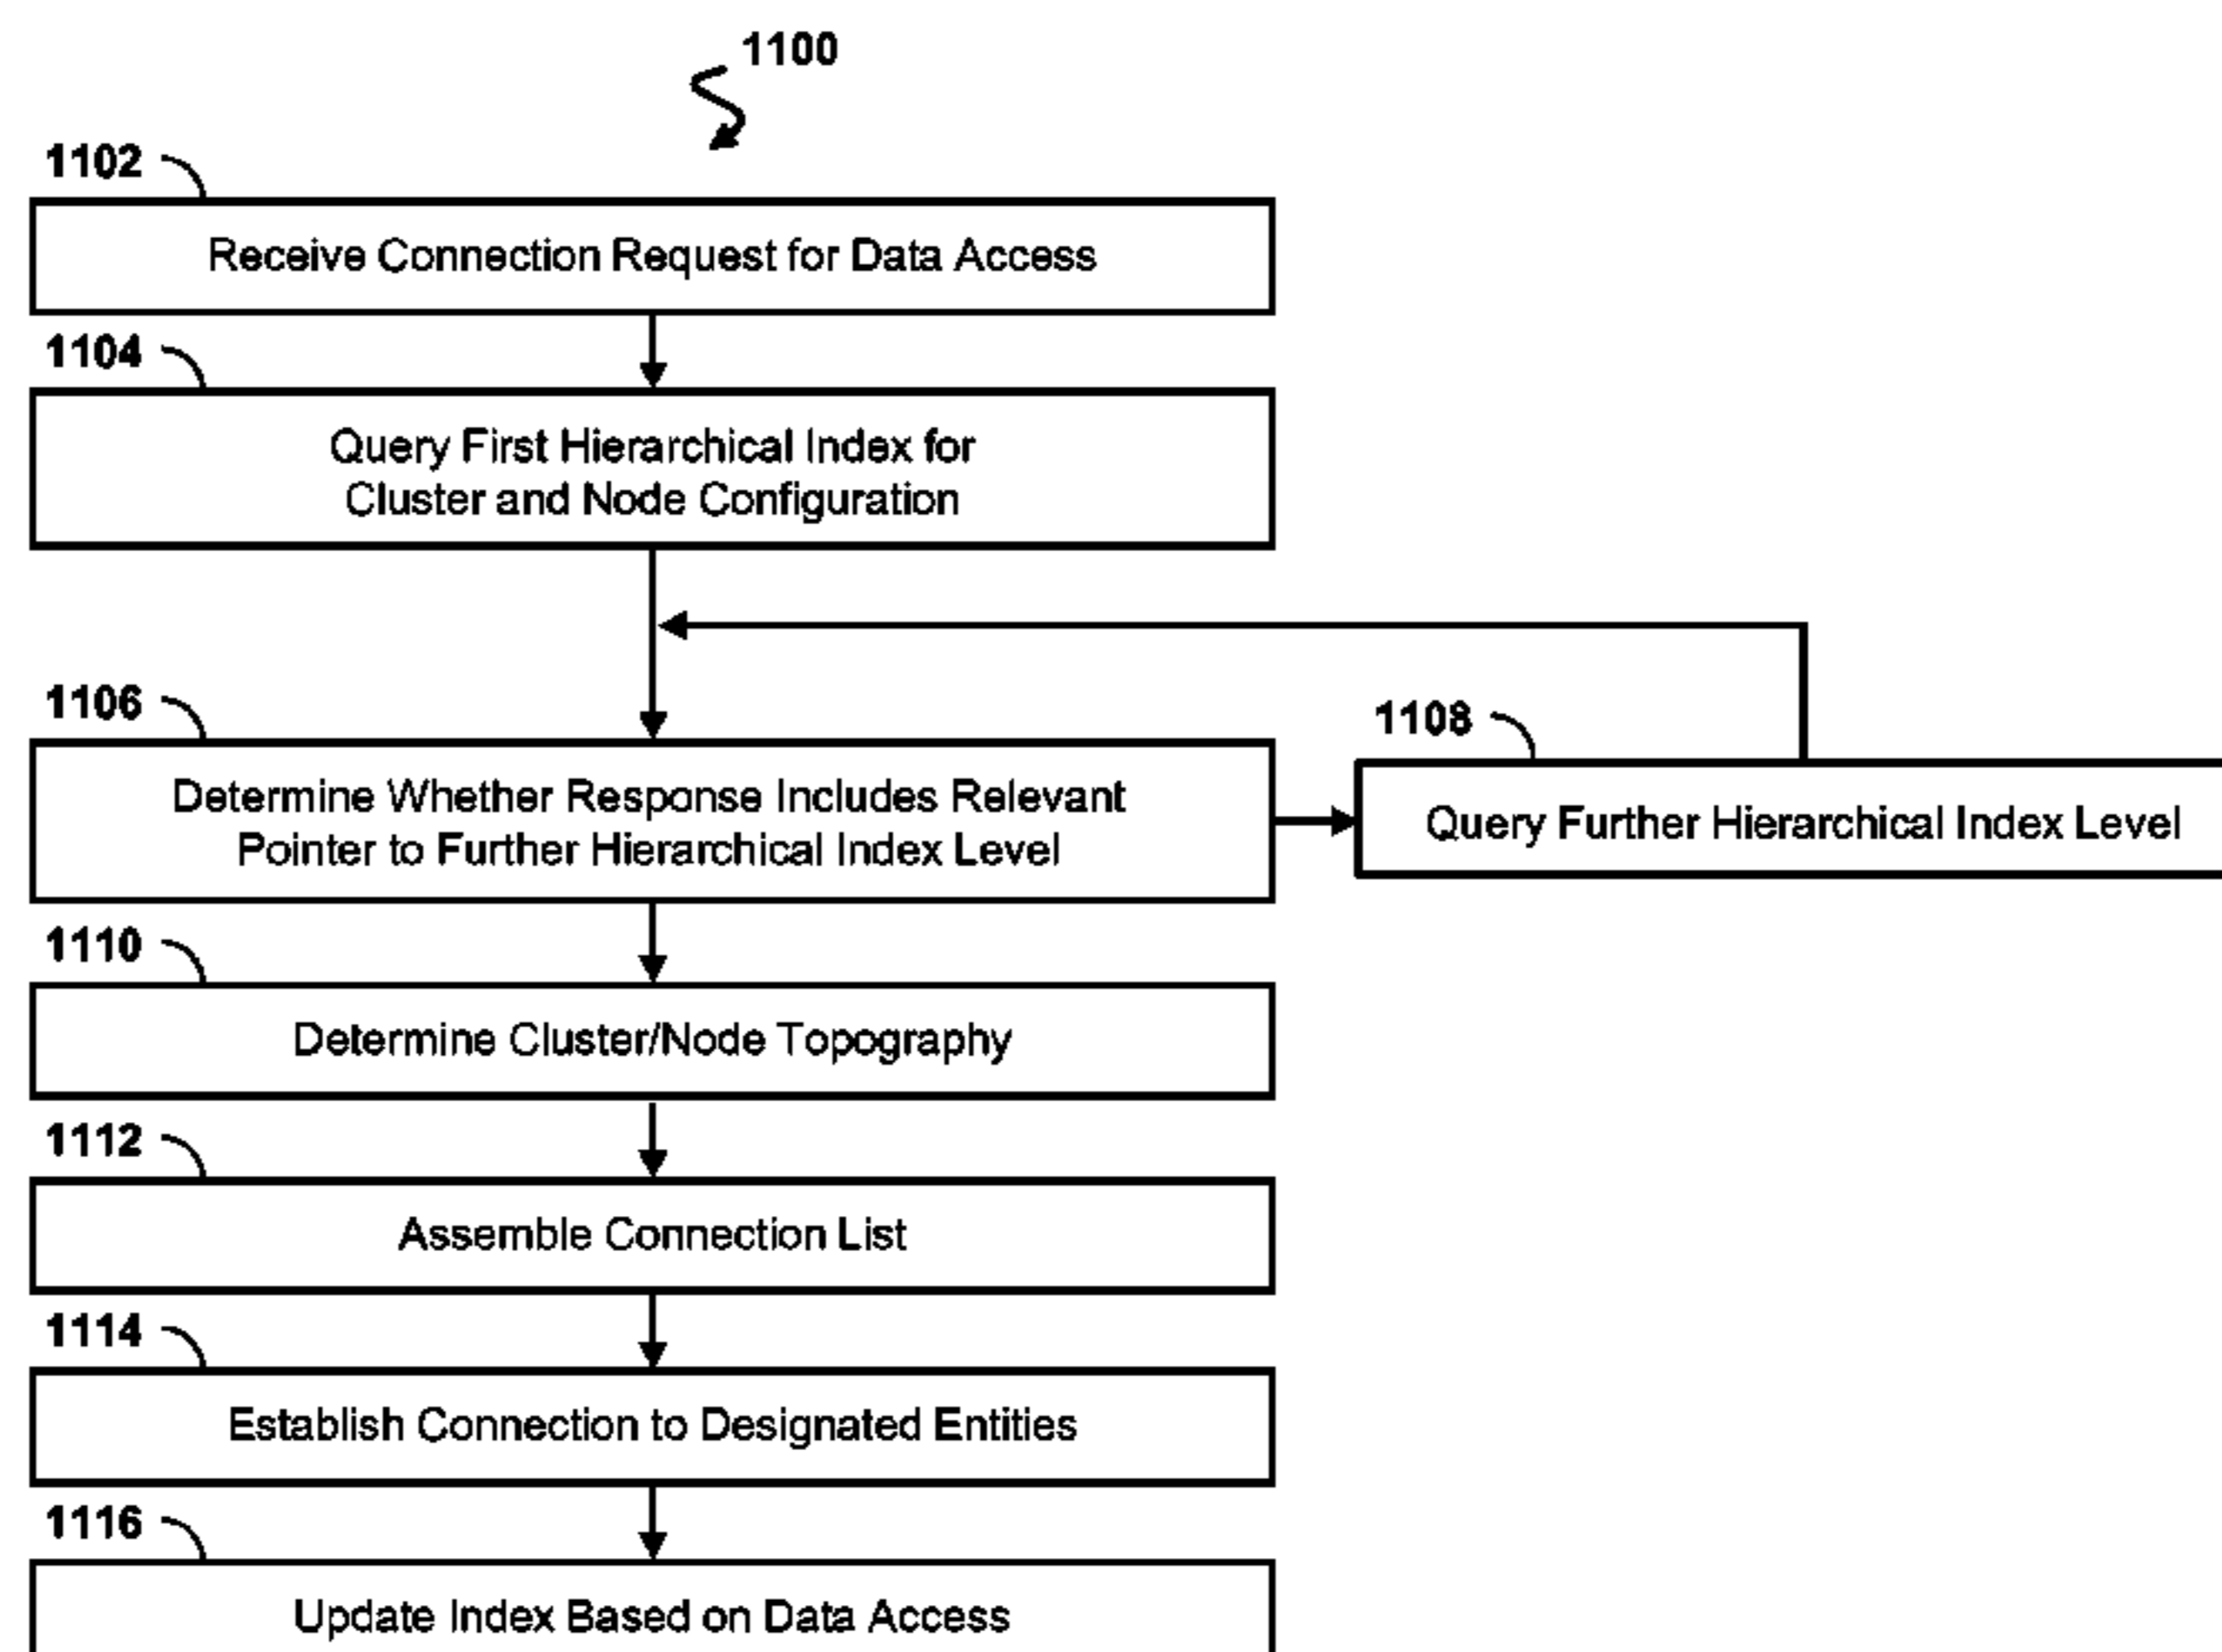 1100
1102
Receive Connection Request for Data Access
1104
Query First Hierarchical Index for
Cluster and Node Configuration
1106
Determine Whether Response Includes Relevant
Pointer to Further Hierarchical Index Level
1108
Query Further Hierarchical Index Level
1110
Determine Cluster/Node Topography
1112
Assemble Connection List
1114
Establish Connection to Designated Entities
1116
Update Index Based on Data Access